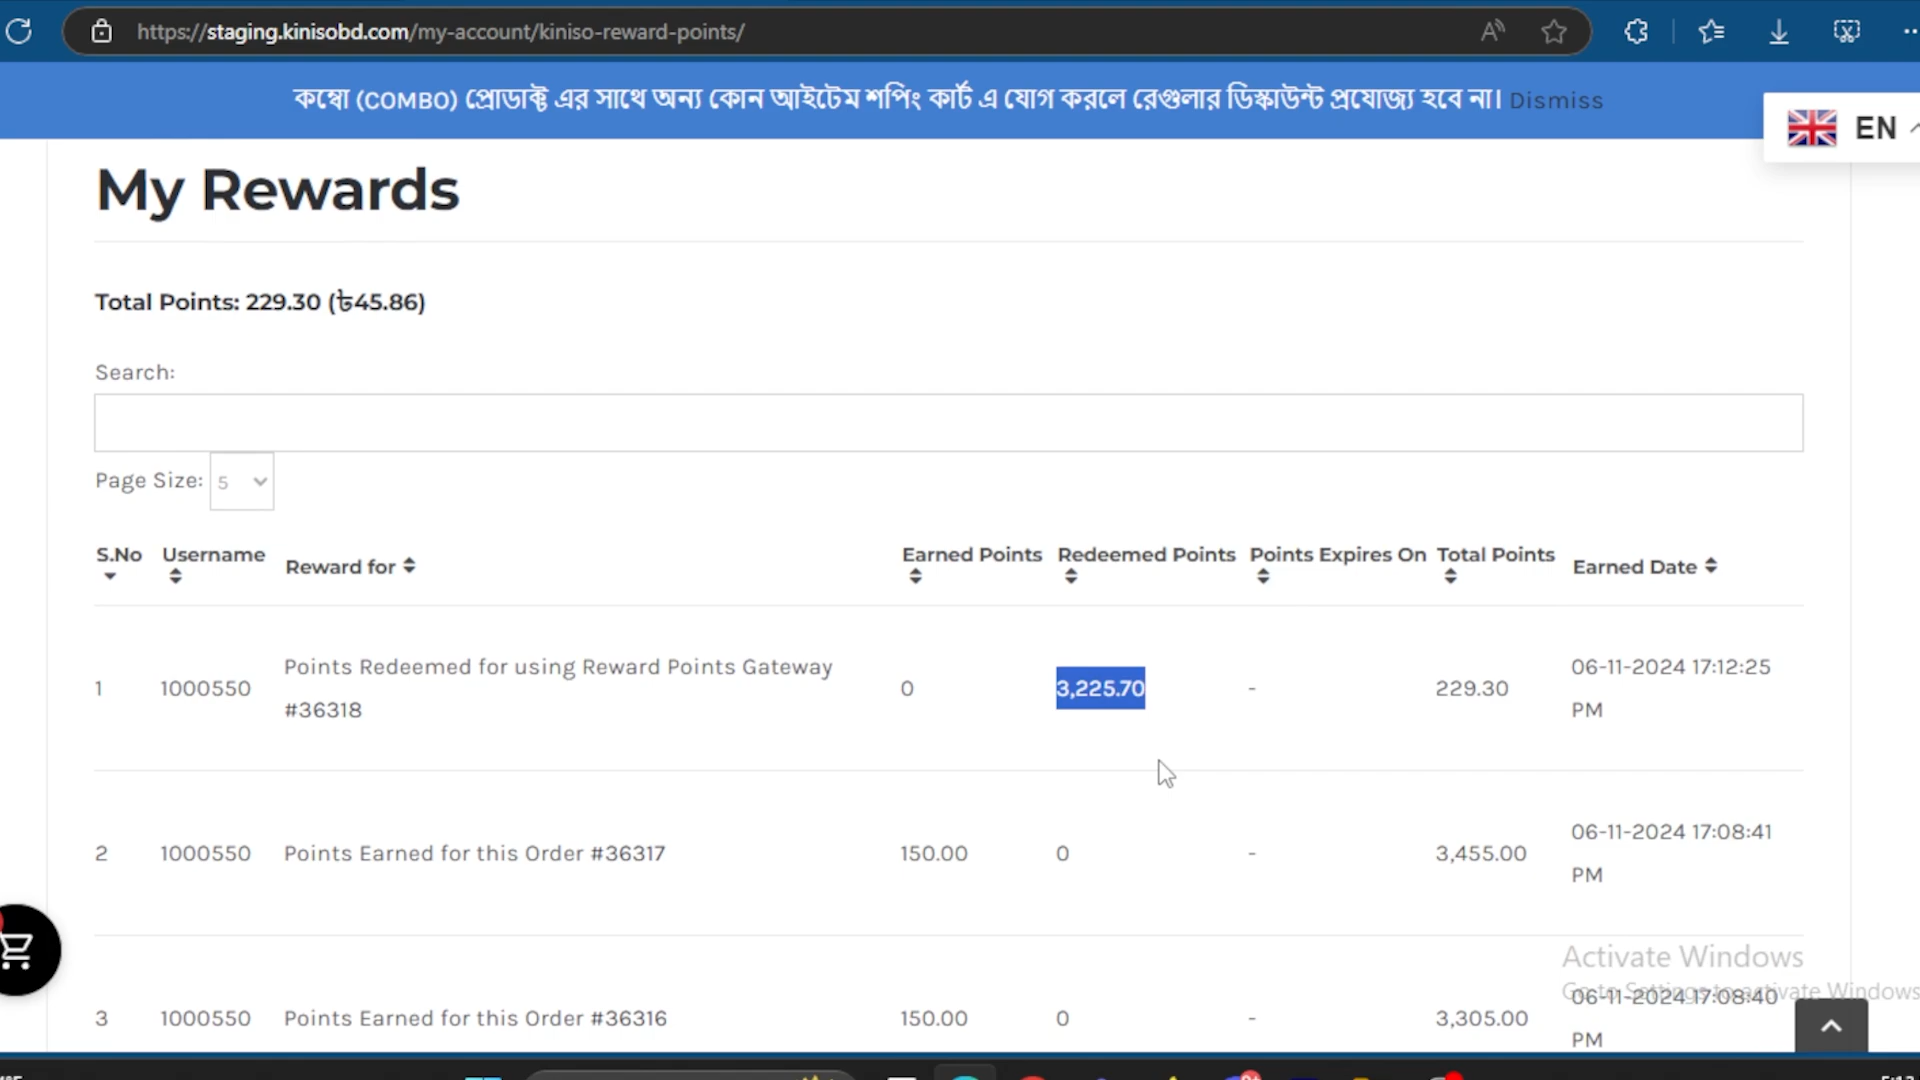 https://staging.kinisobd.com/my-account/kiniso-reward-points/
কম্বো (COMBO) প্রোডাক্ট এর সাথে অন্য কোন আইটেম শপিং কার্ট এ যোগ করলে রেগুলার ডিস্কাউন্ট প্রযোজ্য হবে না। Dismiss
EN
My Rewards
Total Points: 229.30 (৳45.86)
Search:
Page Size: 5
S.No Username Reward for Earned Points Redeemed Points Points Expires On Total Points Earned Date
1 1000550 Points Redeemed for using Reward Points Gateway #36318 0 3,225.70 - 229.30 06-11-2024 17:12:25 PM
2 1000550 Points Earned for this Order #36317 150.00 0 - 3,455.00 06-11-2024 17:08:41 PM
3 1000550 Points Earned for this Order #36316 150.00 0 - 3,305.00 06-11-2024 17:08:40 PM
Activate Windows
Go to Settings to activate Windows